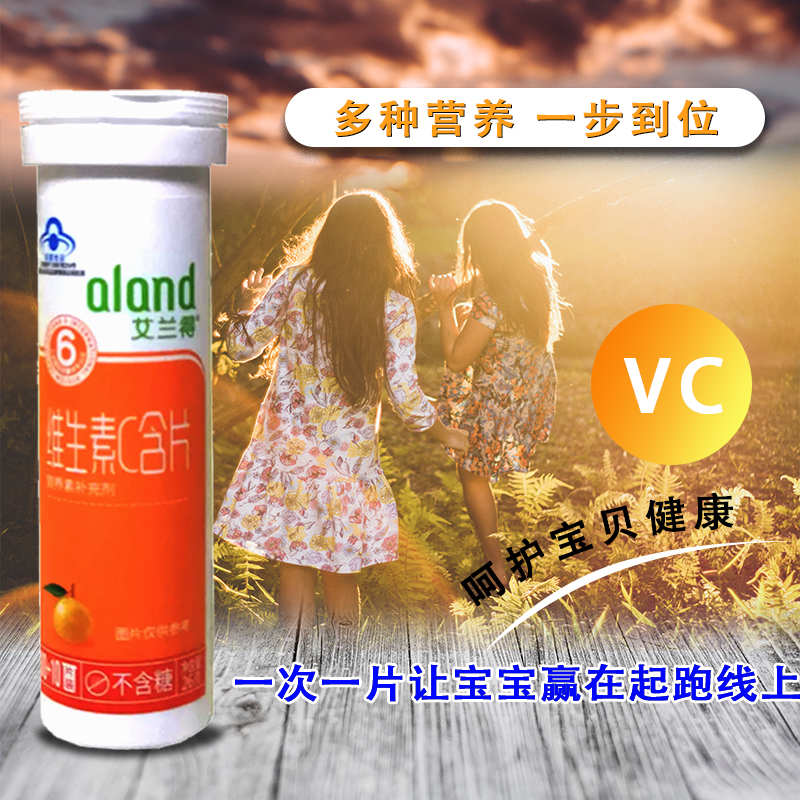 多种营养 一步到位
aland
艾兰得®
6
维生素C含片
营养素补充剂
图片仅供参考
不含糖
VC
呵护宝贝健康
一次一片让宝宝赢在起跑线上